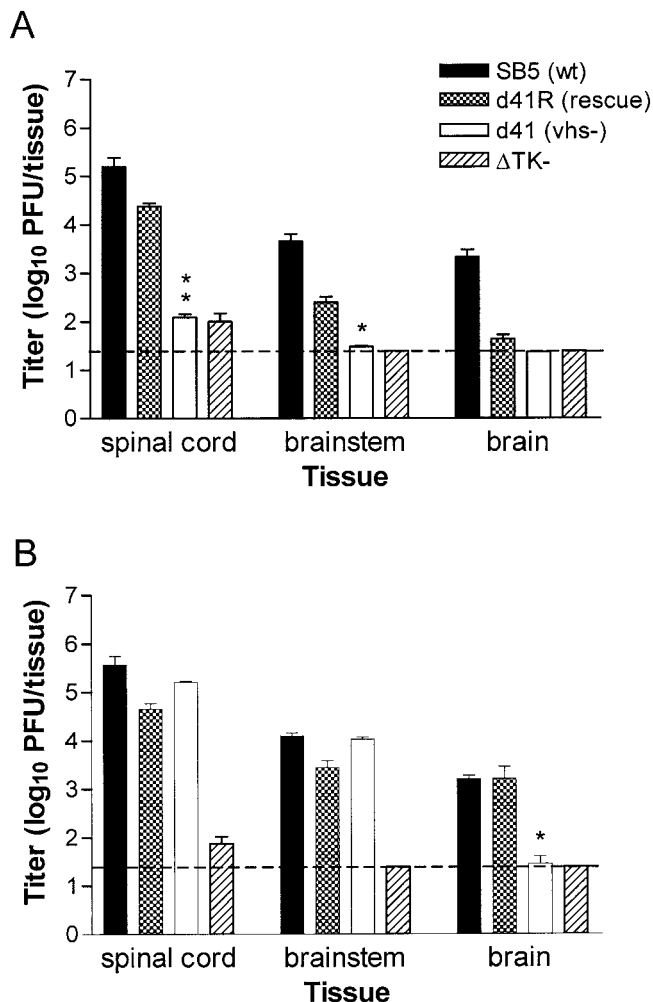 A
SB5 (wt)
d41R (rescue)
d41 (vhs-)
ΔTK-
Titer (log10 PFU/tissue)
7
6
5
4
3
2
1
0
*
*
*
spinal cord
brainstem
brain
Tissue
B
Titer (log10 PFU/tissue)
7
6
5
4
3
2
1
0
*
spinal cord
brainstem
brain
Tissue